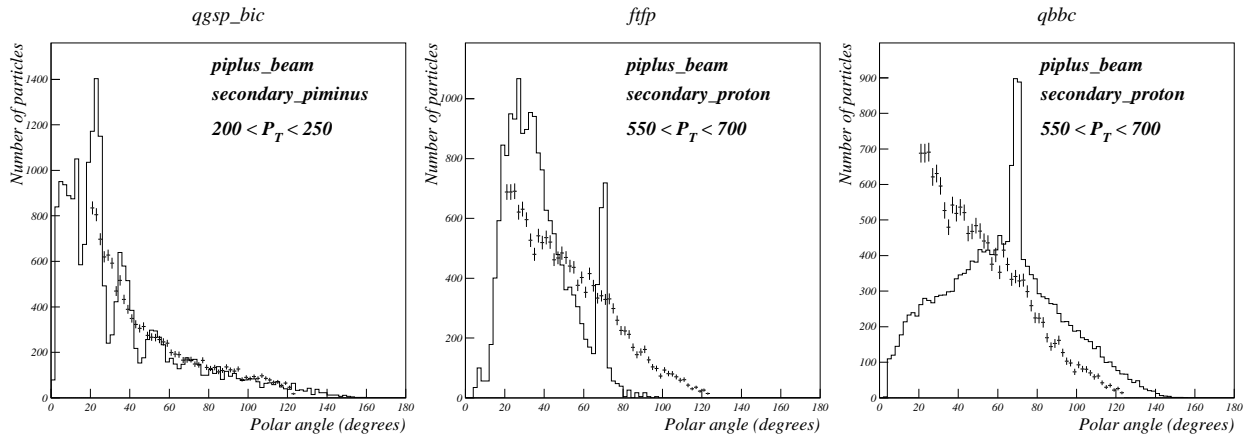 qgsp_bic
Number of particles
1400
1200
1000
800
600
400
200
0
piplus_beam
secondary_piminus
200 < P_T < 250
0 20 40 60 80 100 120 140 160 180
Polar angle (degrees)
ftfp
Number of particles
1000
800
600
400
200
0
piplus_beam
secondary_proton
550 < P_T < 700
0 20 40 60 80 100 120 140 160 180
Polar angle (degrees)
qbbc
Number of particles
900
800
700
600
500
400
300
200
100
0
piplus_beam
secondary_proton
550 < P_T < 700
0 20 40 60 80 100 120 140 160 180
Polar angle (degrees)